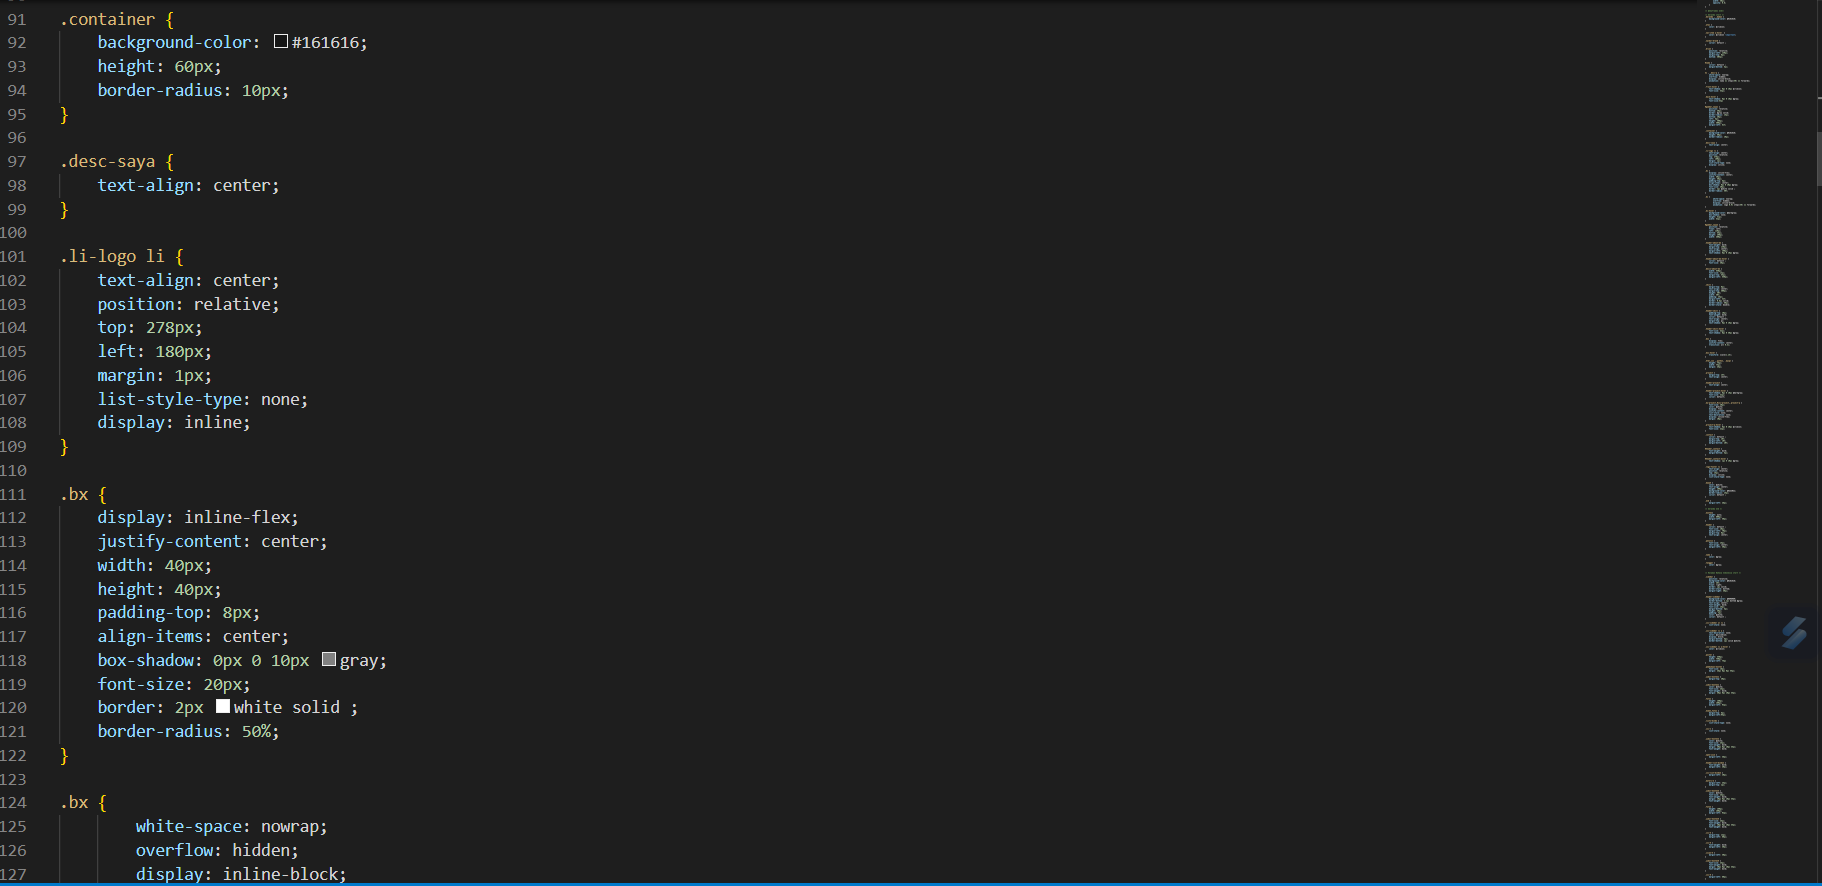 91 .container {
92 background-color: #161616;
93 height: 60px;
94 border-radius: 10px;
95 }
96
97 .desc-saya {
98 text-align: center;
99 }
100
101 .li-logo li {
102 text-align: center;
103 position: relative;
104 top: 278px;
105 left: 180px;
106 margin: 1px;
107 list-style-type: none;
108 display: inline;
109 }
110
111 .bx {
112 display: inline-flex;
113 justify-content: center;
114 width: 40px;
115 height: 40px;
116 padding-top: 8px;
117 align-items: center;
118 box-shadow: 0px 0 10px gray;
119 font-size: 20px;
120 border: 2px white solid ;
121 border-radius: 50%;
122 }
123
124 .bx {
125 white-space: nowrap;
126 overflow: hidden;
127 display: inline-block;